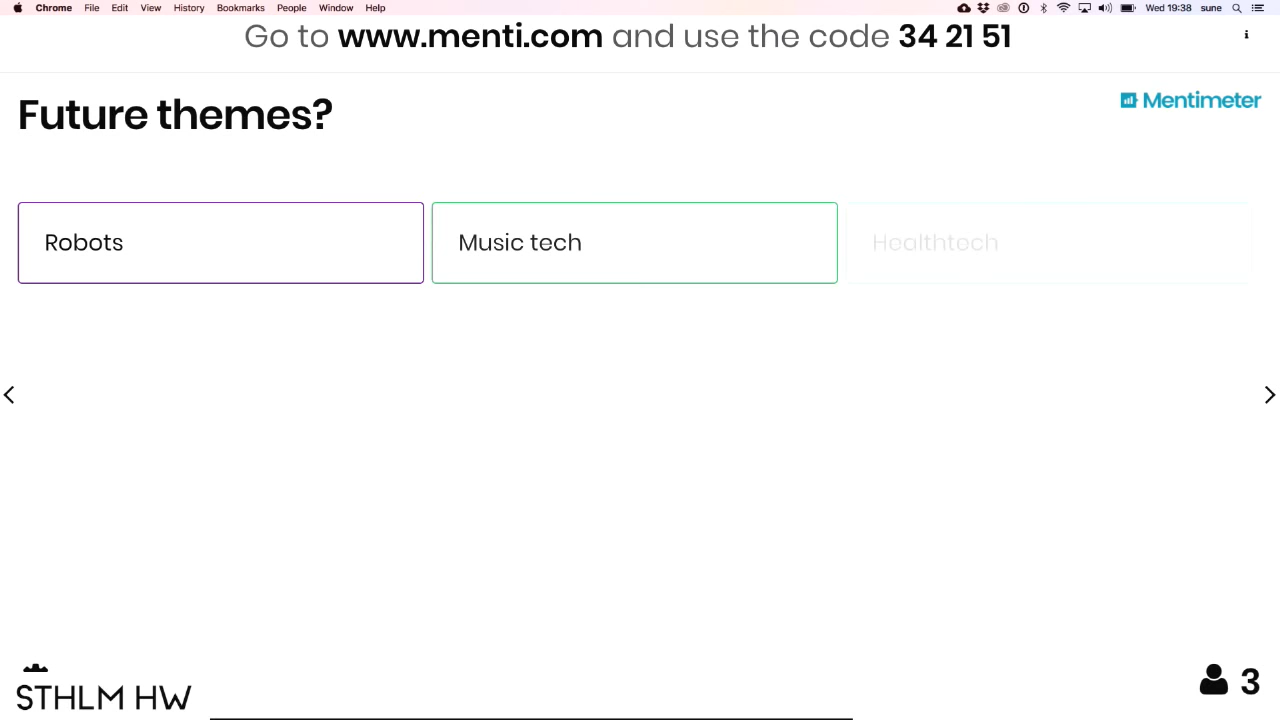 Chrome File Edit View History Bookmarks People Window Help Wed 19:38 sune
Go to www.menti.com and use the code 34 21 51
i
Future themes?
Mentimeter
Robots
Music tech
Healthtech
STHLM HW
3